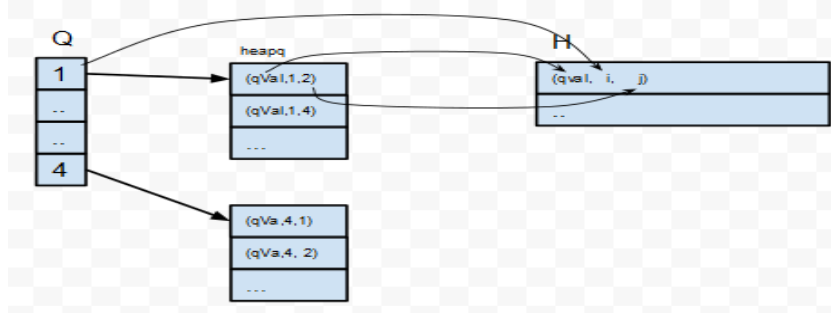 Q
H
heapq
1
(qVal,1,2)
(qval, i, j)
..
(qVal,1,4)
..
..
...
4
(qVa,4,1)
(qVa,4, 2)
...